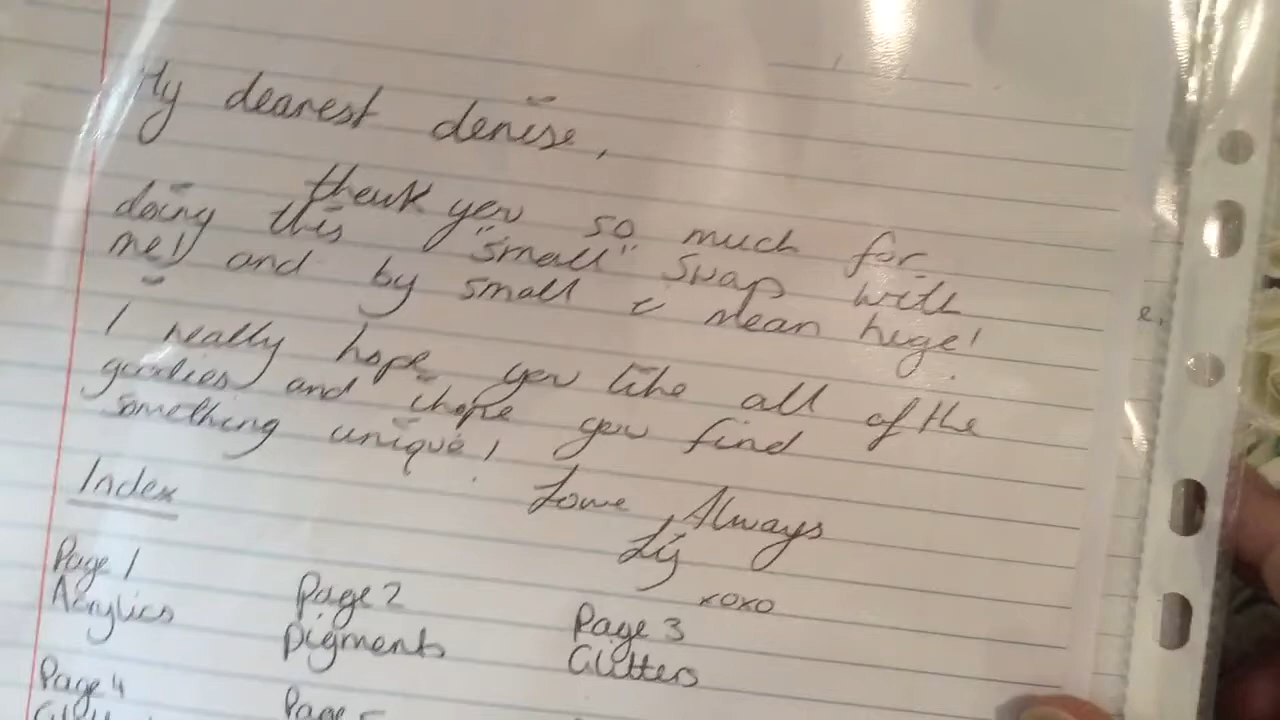 My dearest denise,
thank you so much for
doing this "small" swap with
me! and by small i mean huge!
I really hope you like all of the
goodies and i hope you find
something unique!
Love Always
xoxo
Index
Page 1 Page 2 Page 3
Acrylics Pigments Glitters
Page 4 Page 5